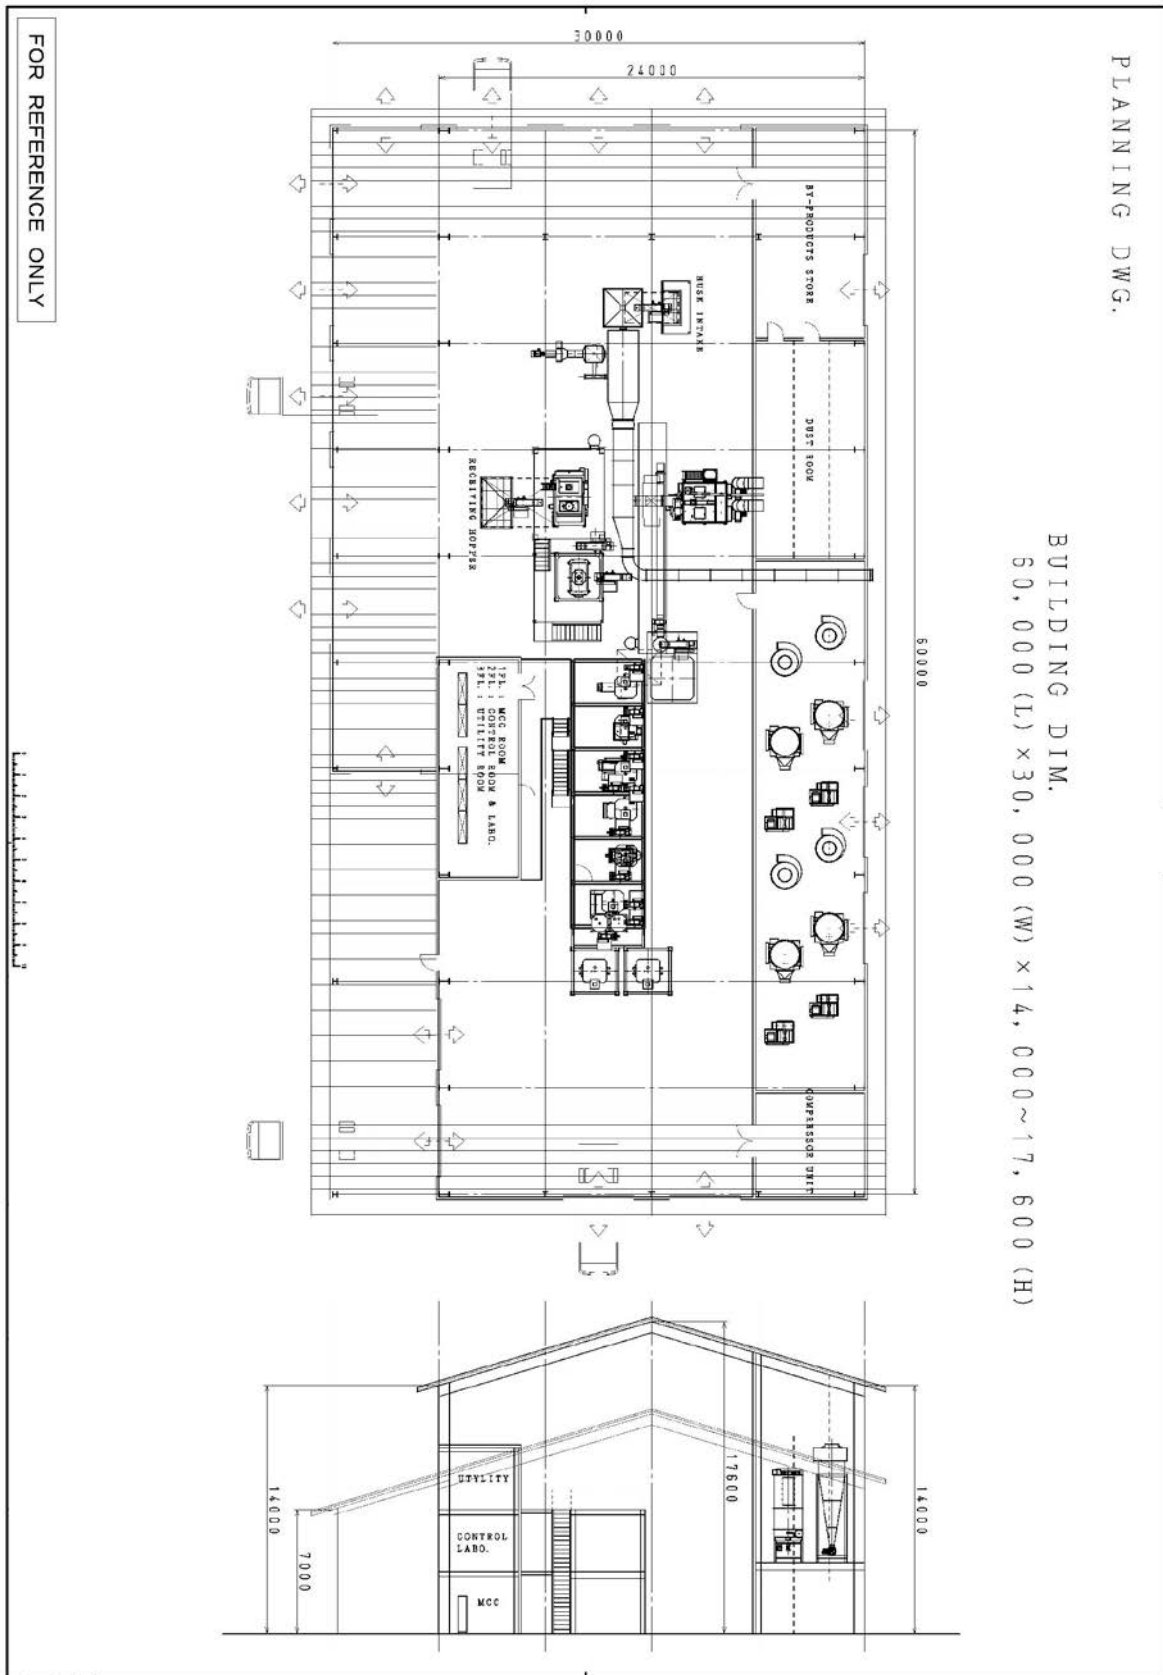 PLANNING DWG.
BUILDING DIM.
60,000(L)×30,000(W)×14,000~17,600(H)
30000
24000
60000
BY-PRODUCTS STORE
HUSK INTAKE
DUST ROOM
RECEIVING HOPPER
1FL.: MCC ROOM
2FL.: CONTROL ROOM & LABO.
3FL.: UTILITY ROOM
COMPRESSOR UNIT
17600
14000
14000
7000
UTYLITY
CONTROL
LABO.
MCC
FOR REFERENCE ONLY